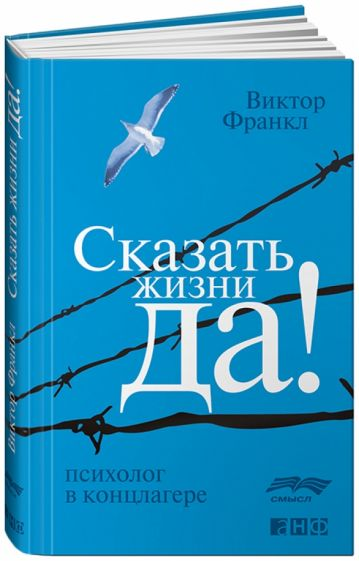 Виктор
Франкл
Сказать
жизни
да!
психолог
в концлагере
СМЫСЛ
АНФ
Виктор Франкл Сказать жизни да!